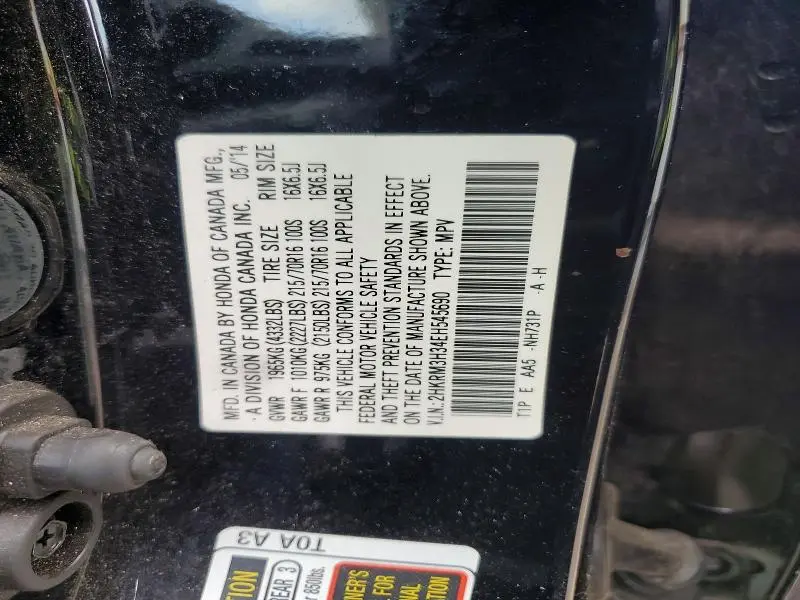 MFD. IN CANADA BY HONDA OF CANADA MFG.,
·A DIVISION OF HONDA CANADA INC. 05/'14
GVWR 1965KG(4332LBS) TIRE SIZE RIM SIZE
GAWR F 1010KG(2227LBS) 215/70R16 100S 16X6.5J
GAWR R 975KG (2150LBS) 215/70R16 100S 16X6.5J
THIS VEHICLE CONFORMS TO ALL APPLICABLE
FEDERAL MOTOR VEHICLE SAFETY
AND THEFT PREVENTION STANDARDS IN EFFECT
ON THE DATE OF MANUFACTURE SHOWN ABOVE.
V.I.N.: 2HKRM3H34EH545690 TYPE: MPV
T1P E AA5 ·NH731P ·A ·H
TOA A3